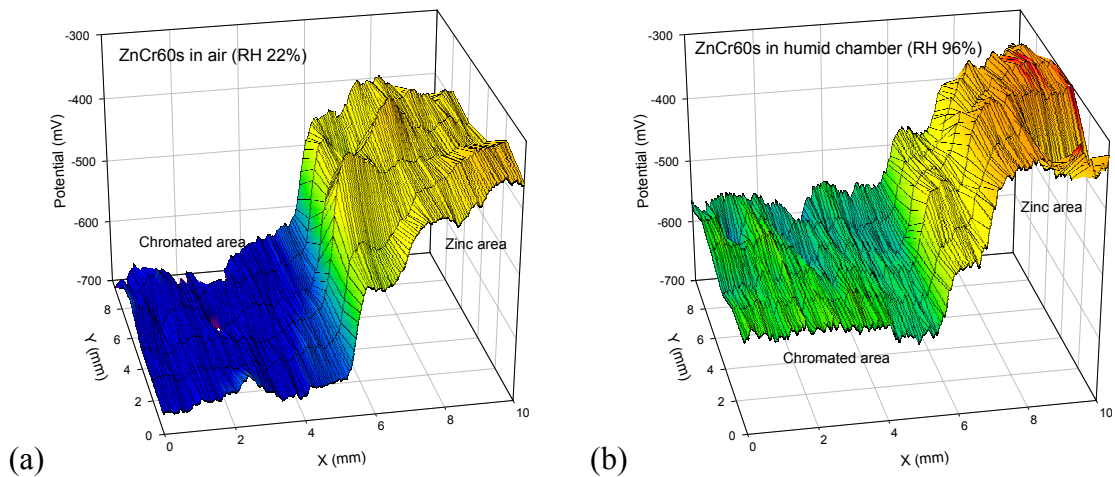 -300
-400
-500
-600
-700
Potential (mV)
ZnCr60s in air (RH 22%)
Chromated area
Zinc area
8
6
4
2
0
Y (mm)
0
2
4
6
8
10
X (mm)
(a)
-300
-400
-500
-600
-700
Potential (mV)
ZnCr60s in humid chamber (RH 96%)
Zinc area
Chromated area
8
6
4
2
0
Y (mm)
0
2
4
6
8
10
X (mm)
(b)